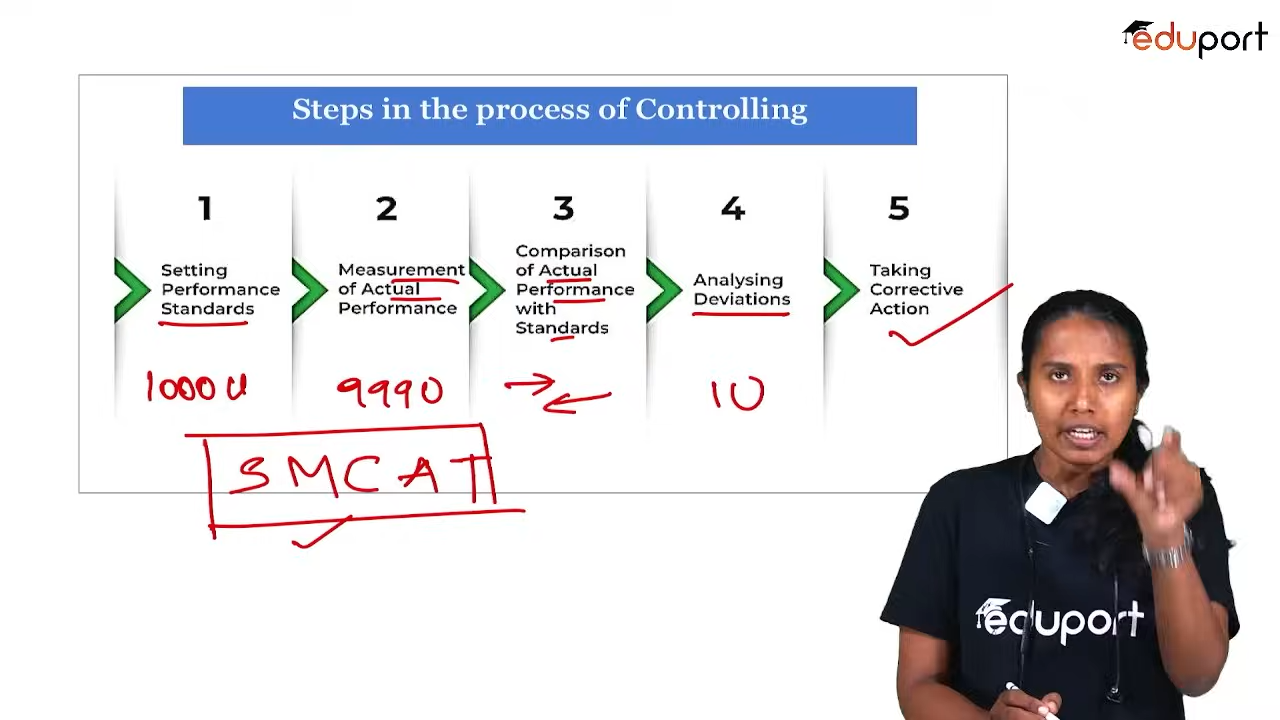 eduport
Steps in the process of Controlling
1
Setting
Performance
Standards
2
Measurement
of Actual
Performance
3
Comparison
of Actual
Performance
with
Standards
4
Analysing
Deviations
5
Taking
Corrective
Action
1000 u
9990
10
SMCAT
eduport